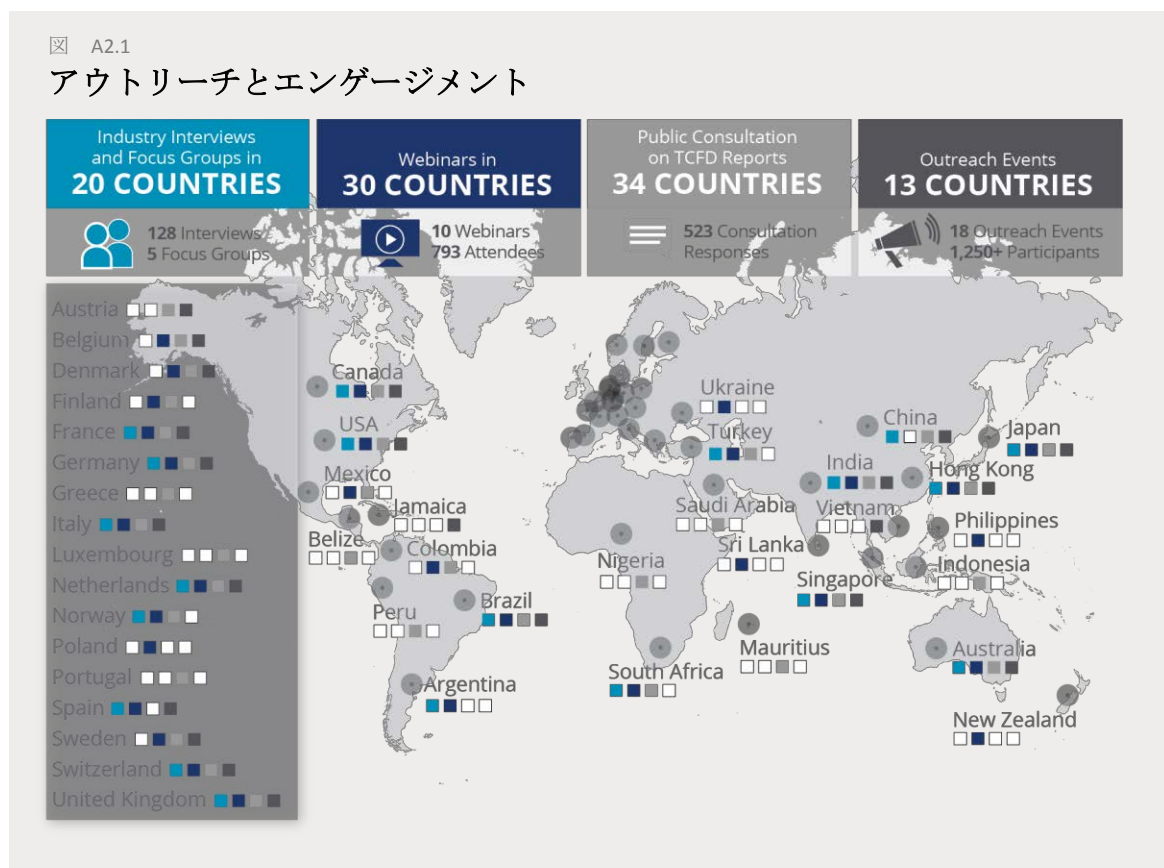 図 A2.1
アウトリーチとエンゲージメント
Industry Interviews
and Focus Groups in
20 COUNTRIES
128 Interviews
5 Focus Groups
Webinars in
30 COUNTRIES
10 Webinars
793 Attendees
Public Consultation
on TCFD Reports
34 COUNTRIES
523 Consultation
Responses
Outreach Events
13 COUNTRIES
18 Outreach Events
1,250+ Participants
Austria
Belgium
Denmark
Finland
France
Germany
Greece
Italy
Luxembourg
Netherlands
Norway
Poland
Portugal
Spain
Sweden
Switzerland
United Kingdom
Canada
USA
Mexico
Jamaica
Belize
Colombia
Peru
Brazil
Argentina
Ukraine
Turkey
Saudi Arabia
Nigeria
South Africa
Mauritius
China
Japan
India
Hong Kong
Vietnam
Philippines
Sri Lanka
Indonesia
Singapore
Australia
New Zealand